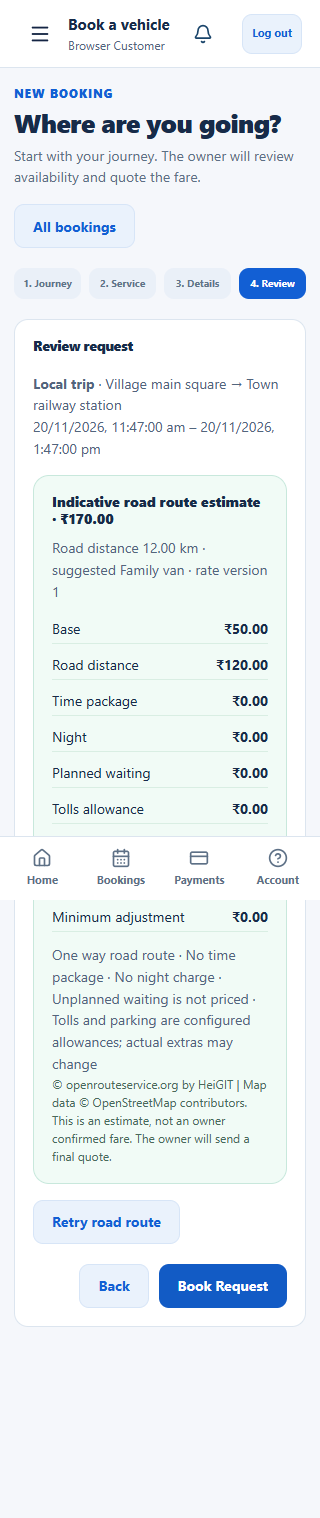 Book a vehicle
Browser Customer
Log out
NEW BOOKING
Where are you going?
Start with your journey. The owner will review
availability and quote the fare.
All bookings
1. Journey
2. Service
3. Details
4. Review
Review request
Local trip · Village main square → Town
railway station
20/11/2026, 11:47:00 am – 20/11/2026,
1:47:00 pm
Indicative road route estimate
· ₹170.00
Road distance 12.00 km ·
suggested Family van · rate version
1
Base ₹50.00
Road distance ₹120.00
Time package ₹0.00
Night ₹0.00
Planned waiting ₹0.00
Tolls allowance ₹0.00
Home
Bookings
Payments
Account
Minimum adjustment ₹0.00
One way road route · No time
package · No night charge ·
Unplanned waiting is not priced ·
Tolls and parking are configured
allowances; actual extras may
change
© openrouteservice.org by HeiGIT | Map
data © OpenStreetMap contributors.
This is an estimate, not an owner
confirmed fare. The owner will send a
final quote.
Retry road route
Back
Book Request